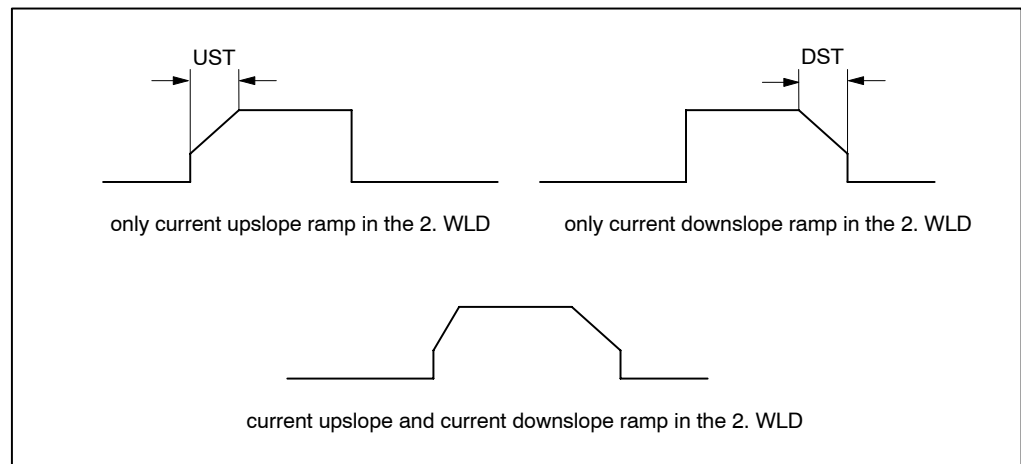 UST
DST
only current upslope ramp in the 2. WLD
only current downslope ramp in the 2. WLD
current upslope and current downslope ramp in the 2. WLD